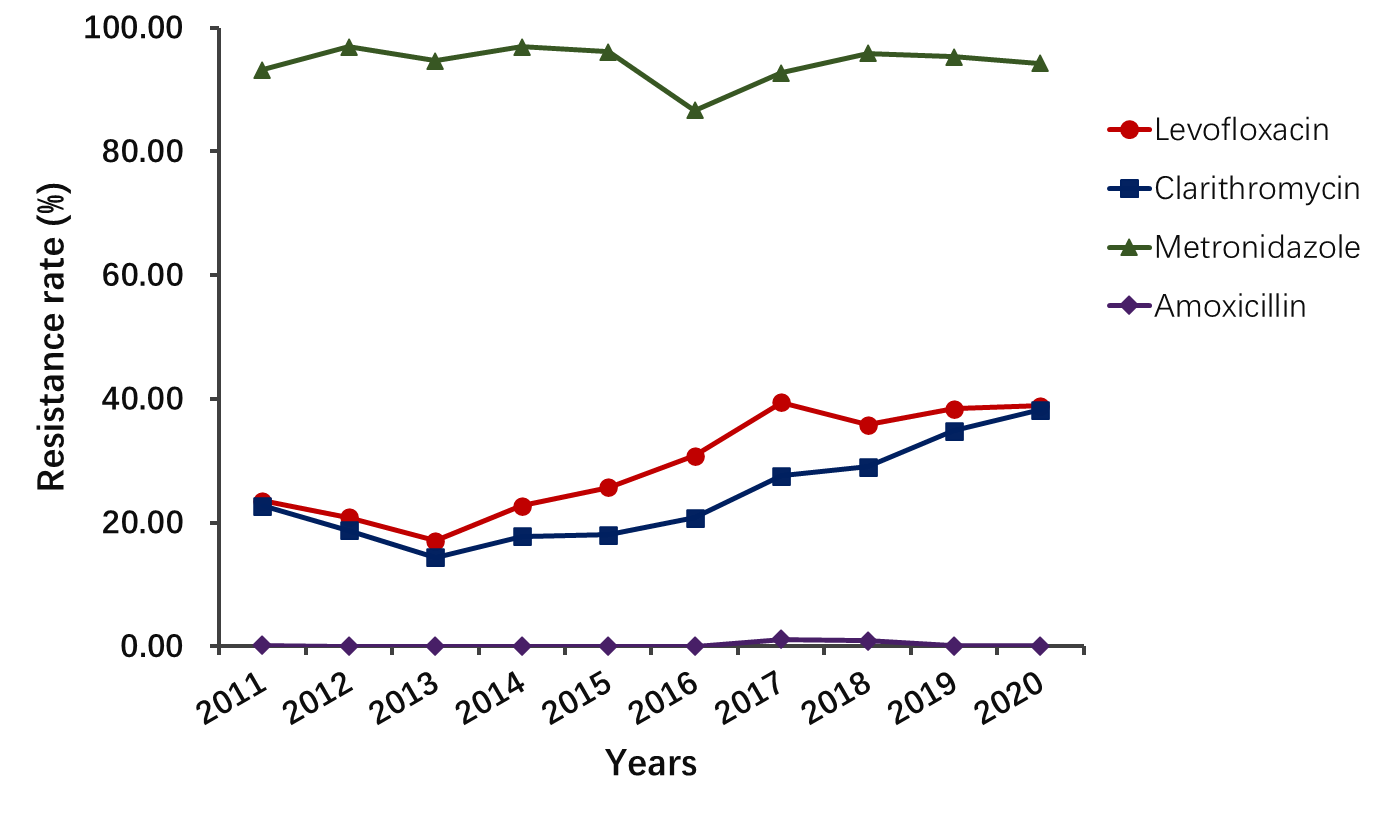 100.00
80.00
60.00
40.00
20.00
0.00
Resistance rate (%)
2011 2012 2013 2014 2015 2016 2017 2018 2019 2020
Years
Levofloxacin
Clarithromycin
Metronidazole
Amoxicillin